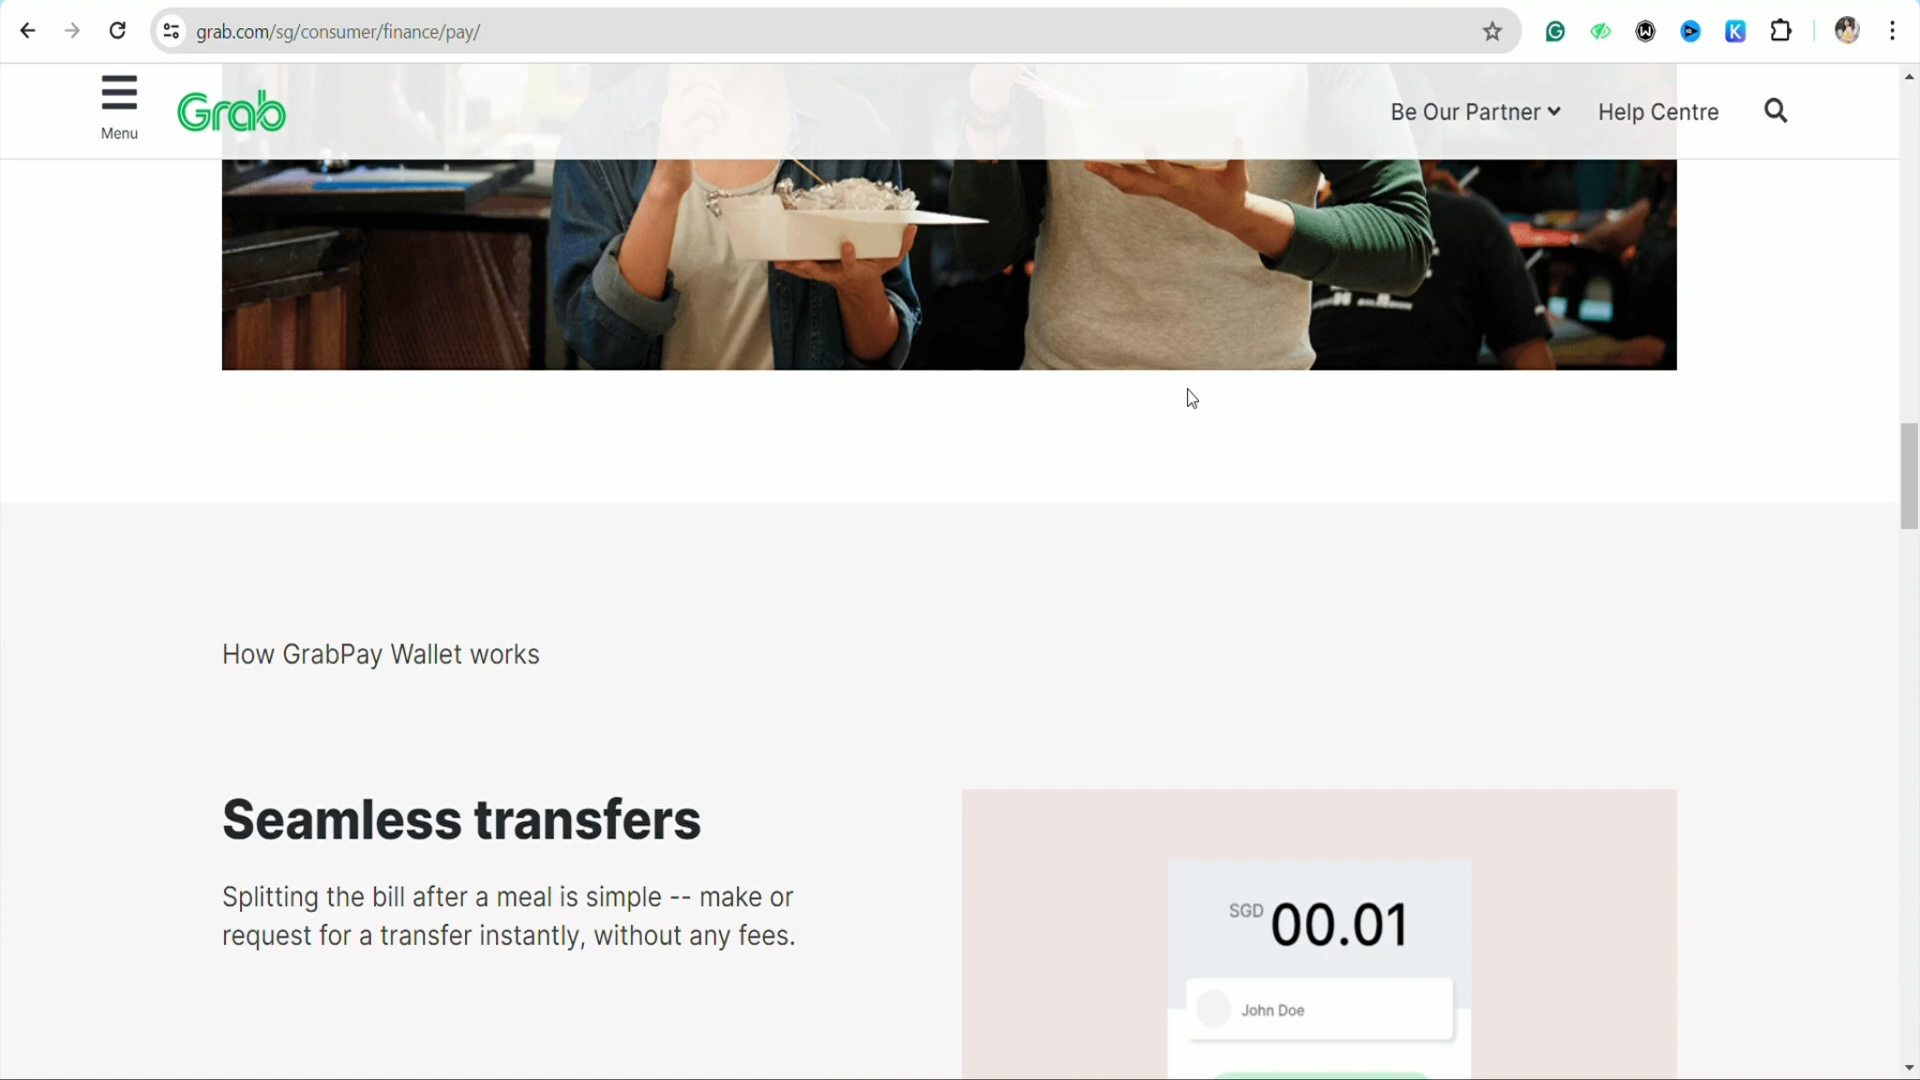 grab.com/sg/consumer/finance/pay/
Menu
Grab
Be Our Partner
Help Centre
How GrabPay Wallet works
Seamless transfers
Splitting the bill after a meal is simple -- make or
request for a transfer instantly, without any fees.
SGD 00.01
John Doe